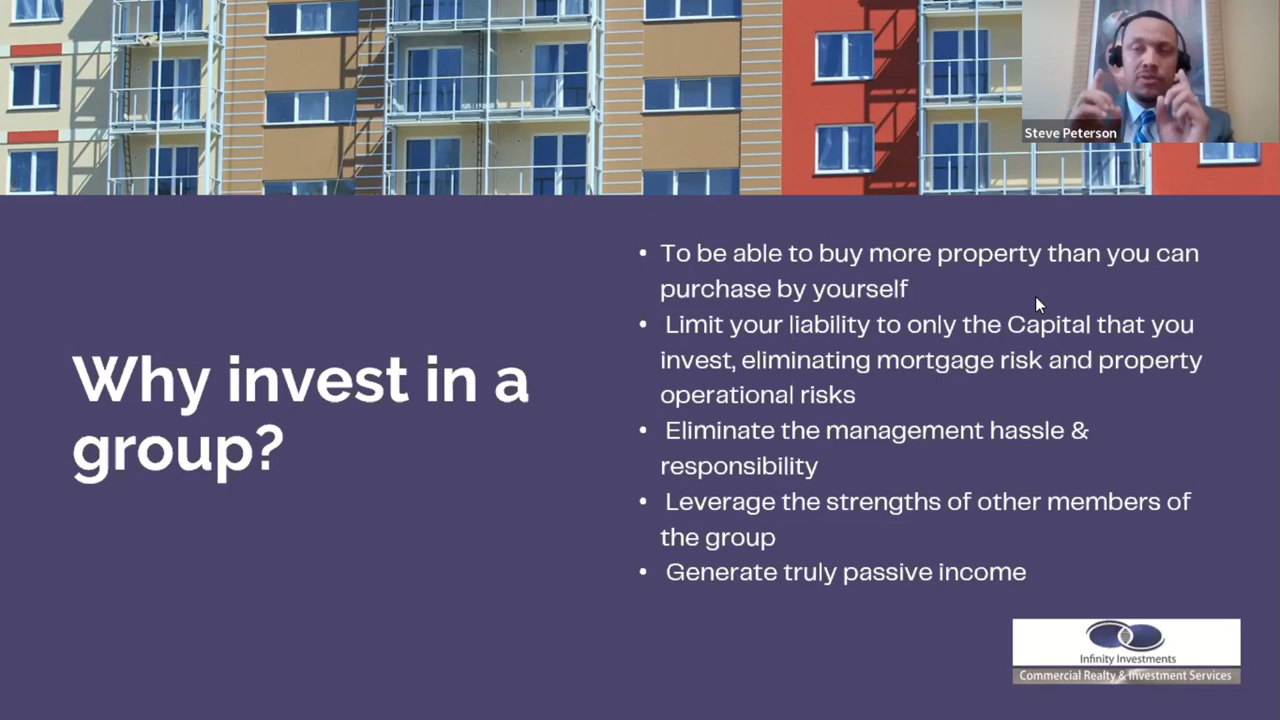 Steve Peterson
Why invest in a
group?
• To be able to buy more property than you can
purchase by yourself
• Limit your liability to only the Capital that you
invest, eliminating mortgage risk and property
operational risks
• Eliminate the management hassle &
responsibility
• Leverage the strengths of other members of
the group
• Generate truly passive income
Infinity Investments
Commercial Realty & Investment Services